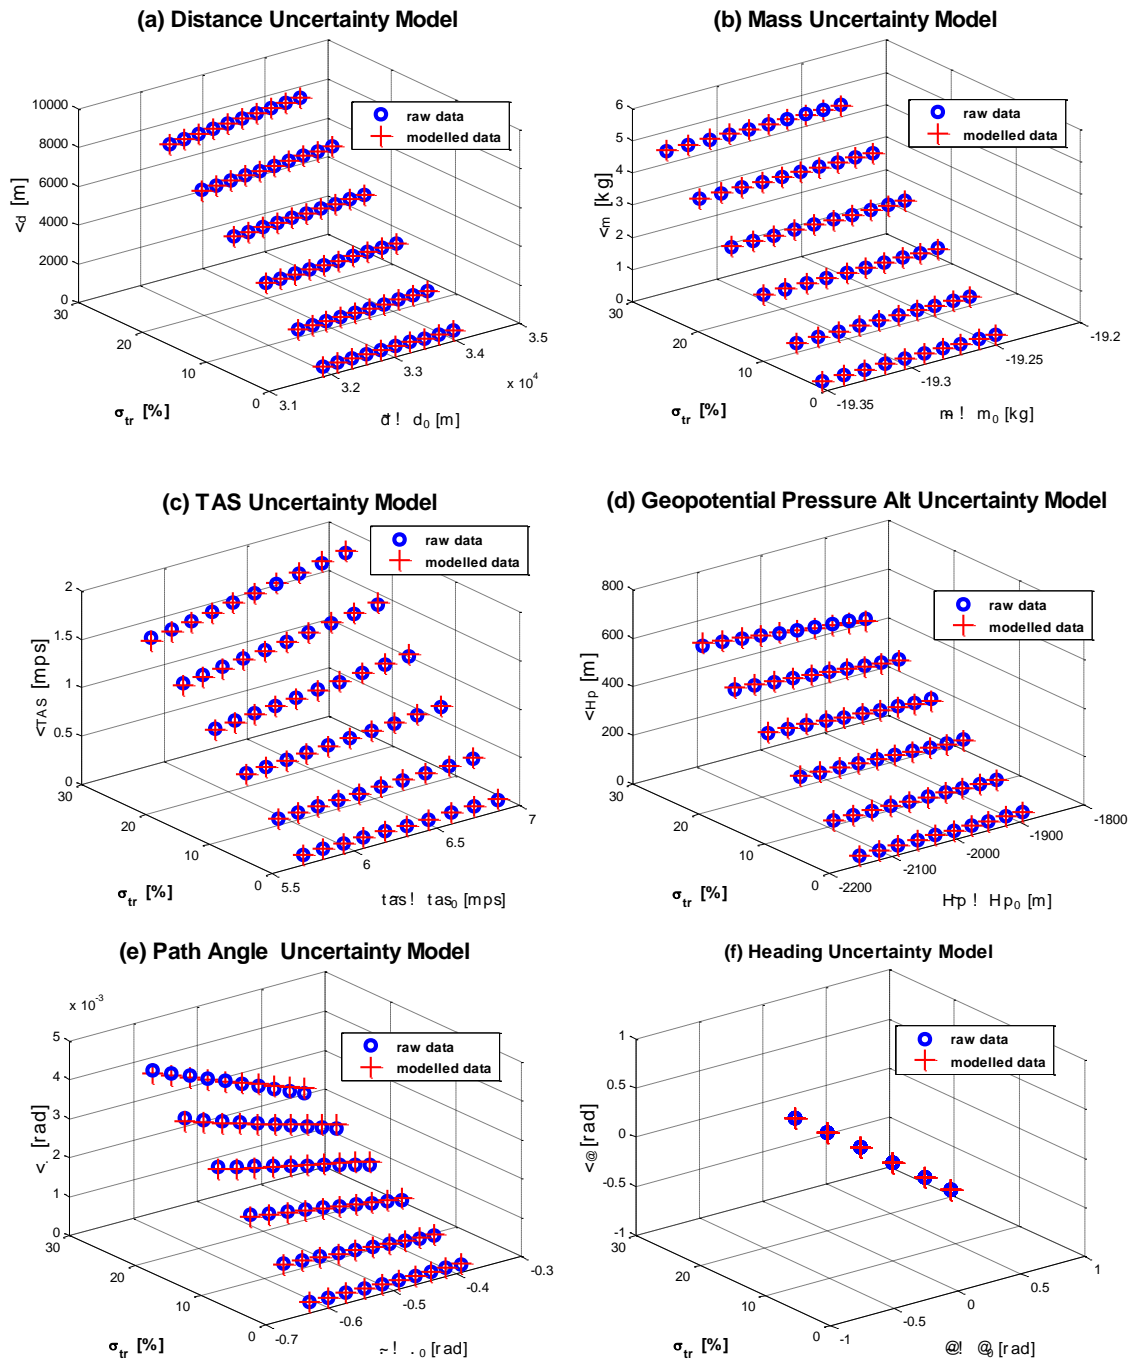 (a) Distance Uncertainty Model
10000
8000
6000
4000
2000
0
30
20
10
0
3.1
3.2
3.3
3.4
3.5
x 10^4
<d [m]
σtr [%]
d0 [m]
raw data
modelled data
(b) Mass Uncertainty Model
6
5
4
3
2
1
0
30
20
10
0
-19.35
-19.3
-19.25
-19.2
<m [kg]
σtr [%]
m0 [kg]
raw data
modelled data
(c) TAS Uncertainty Model
2
1.5
1
0.5
0
30
20
10
0
5.5
6
6.5
7
<TAS [mps]
σtr [%]
tas! tas0 [mps]
raw data
modelled data
(d) Geopotential Pressure Alt Uncertainty Model
800
600
400
200
0
30
20
10
0
-2200
-2100
-2000
-1900
-1800
<Hp [m]
σtr [%]
Hp! Hp0 [m]
raw data
modelled data
(e) Path Angle Uncertainty Model
x 10^-3
5
4
3
2
1
0
30
20
10
0
-0.7
-0.6
-0.5
-0.4
-0.3
[rad]
σtr [%]
[rad]
raw data
modelled data
(f) Heading Uncertainty Model
1
0.5
0
-0.5
-1
30
20
10
0
-1
-0.5
0
0.5
1
<@ [rad]
σtr [%]
[rad]
raw data
modelled data